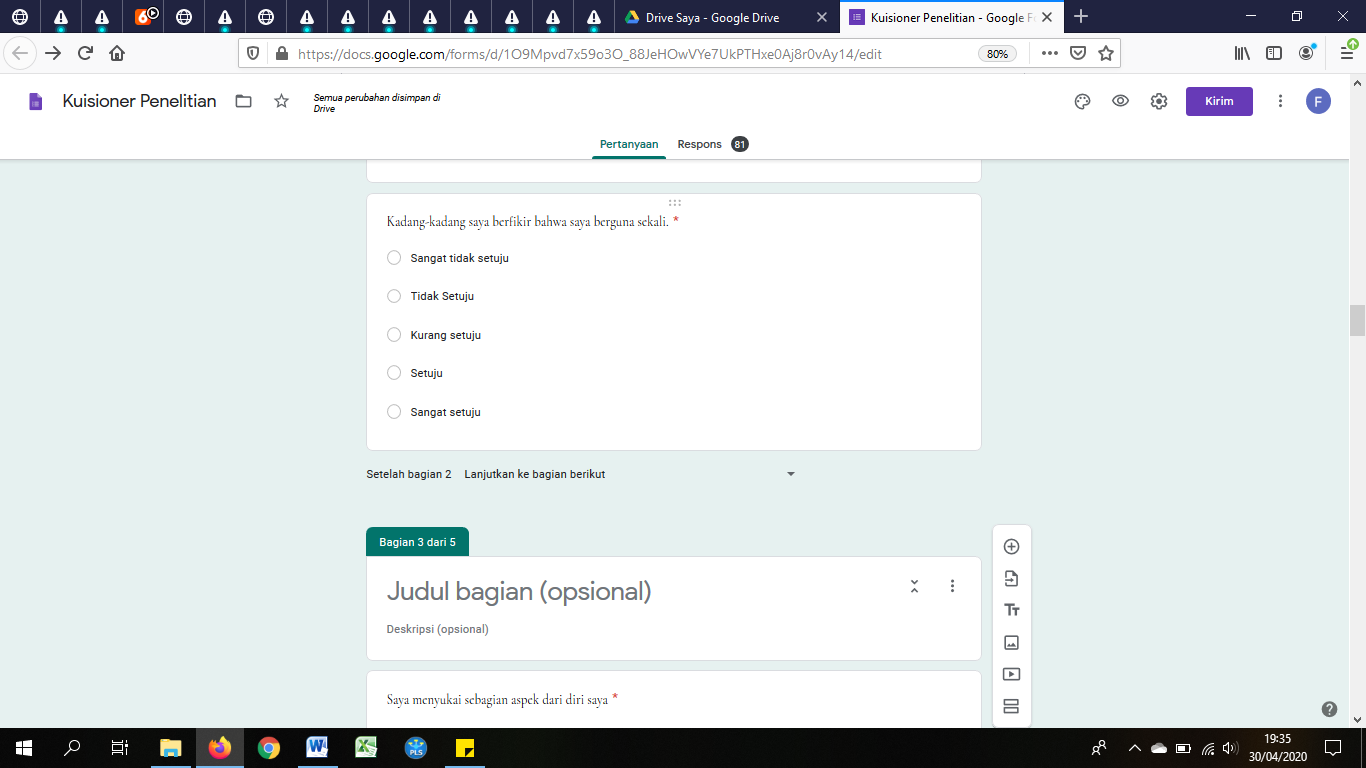 Drive Saya - Google Drive
Kuisioner Penelitian - Google Fo
https://docs.google.com/forms/d/1O9Mpvd7x59o3O_88JeHOwVYe7UkPTHxe0Aj8r0vAy14/edit
80%
Kuisioner Penelitian
Semua perubahan disimpan di
Drive
Kirim
F
Pertanyaan
Respons 81
Kadang-kadang saya berfikir bahwa saya berguna sekali. *
Sangat tidak setuju
Tidak Setuju
Kurang setuju
Setuju
Sangat setuju
Setelah bagian 2 Lanjutkan ke bagian berikut
Bagian 3 dari 5
Judul bagian (opsional)
Deskripsi (opsional)
Saya menyukai sebagian aspek dari diri saya *
PLS
19:35
30/04/2020